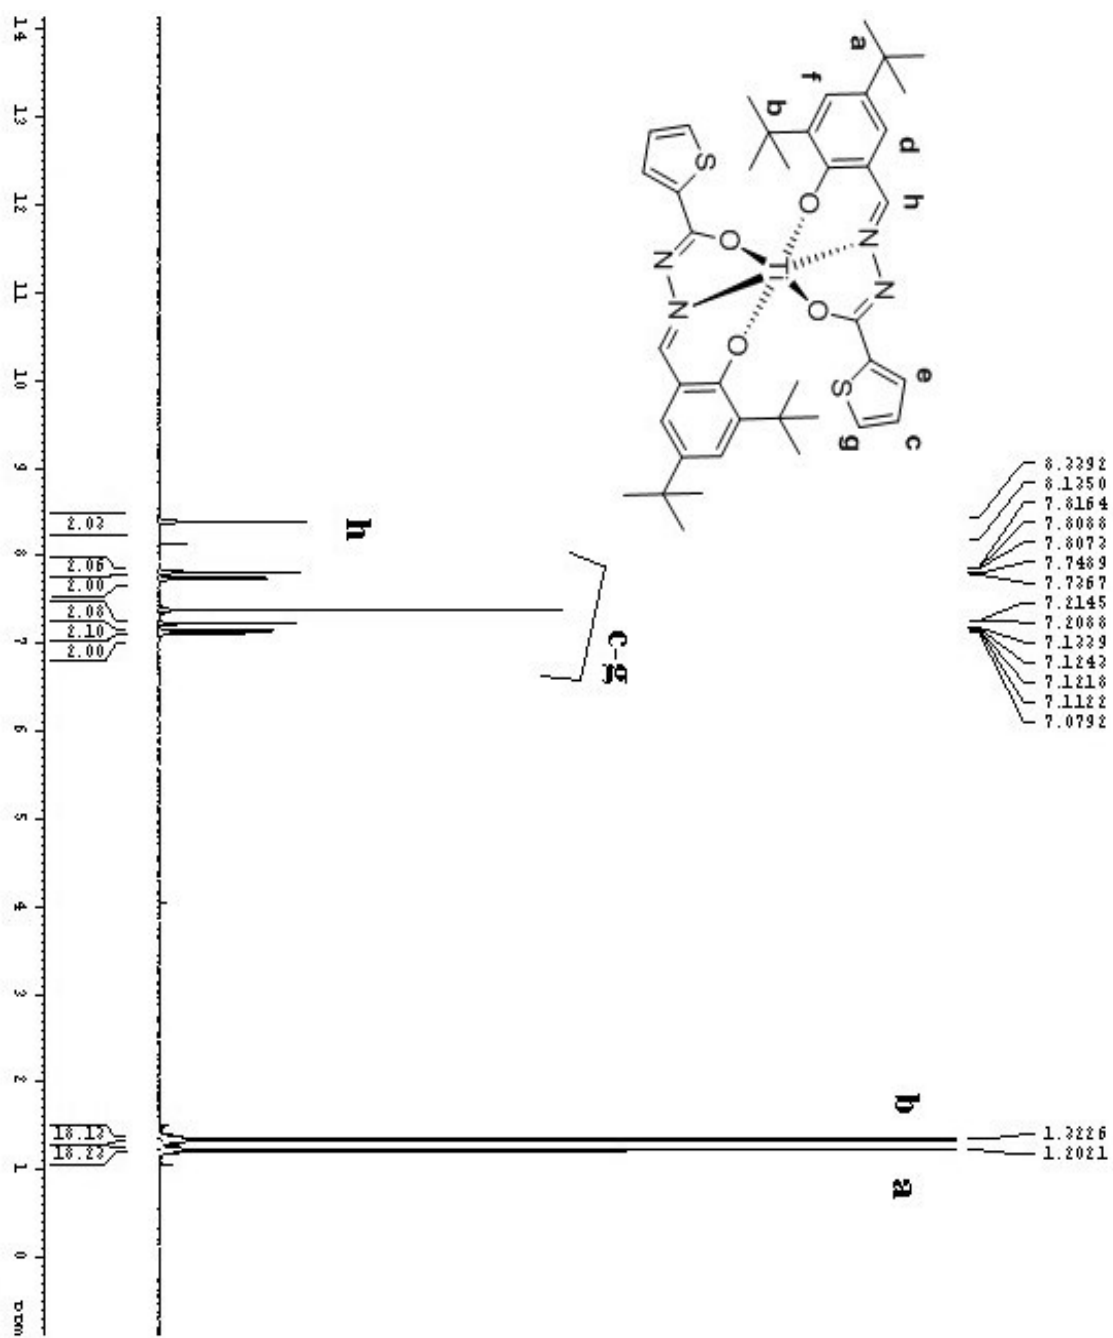 a
f
b
d
h
S
O
N
N
O
Ti
N
N
O
O
S
e
c
g
8.3392
8.1350
7.8164
7.8088
7.8073
7.7489
7.7367
7.2145
7.2088
7.1339
7.1243
7.1218
7.1122
7.0792
1.3226
1.2021
h
c-g
b
a
2.03
2.06
2.00
2.08
2.10
2.00
18.13
18.23
14 13 12 11 10 9 8 7 6 5 4 3 2 1 0 ppm